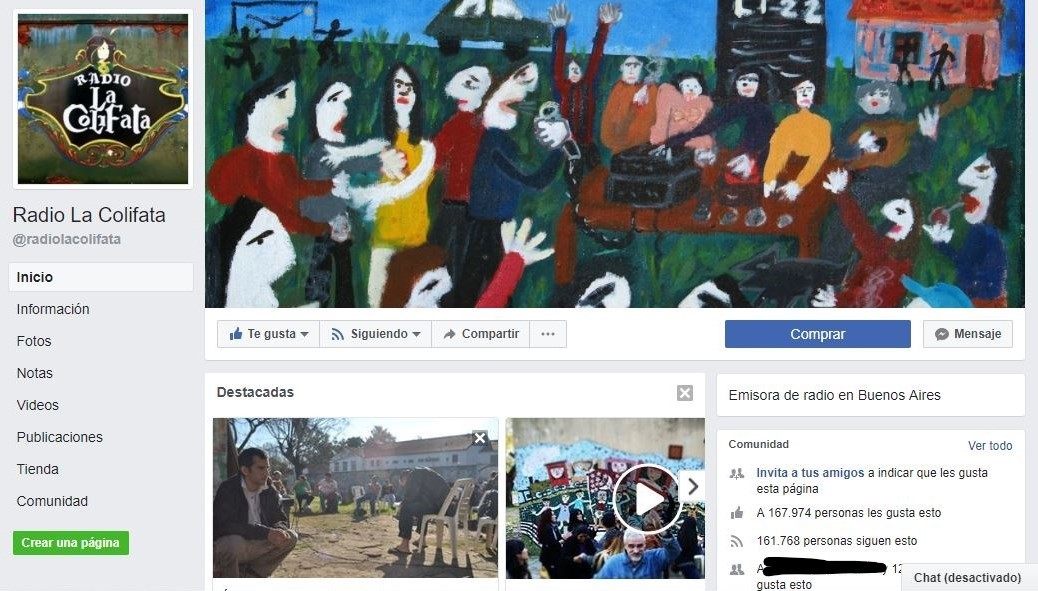 RADIO
La
Colifata
LT22
Radio La Colifata
@radiolacolifata
Inicio
Información
Fotos
Notas
Videos
Publicaciones
Tienda
Comunidad
Crear una página
Te gusta
Siguiendo
Compartir
...
Comprar
Mensaje
Destacadas
Emisora de radio en Buenos Aires
Comunidad
Ver todo
Invita a tus amigos a indicar que les gusta
esta página
A 167.974 personas les gusta esto
161.768 personas siguen esto
A
y 12
gusta esto
Chat (desactivado)